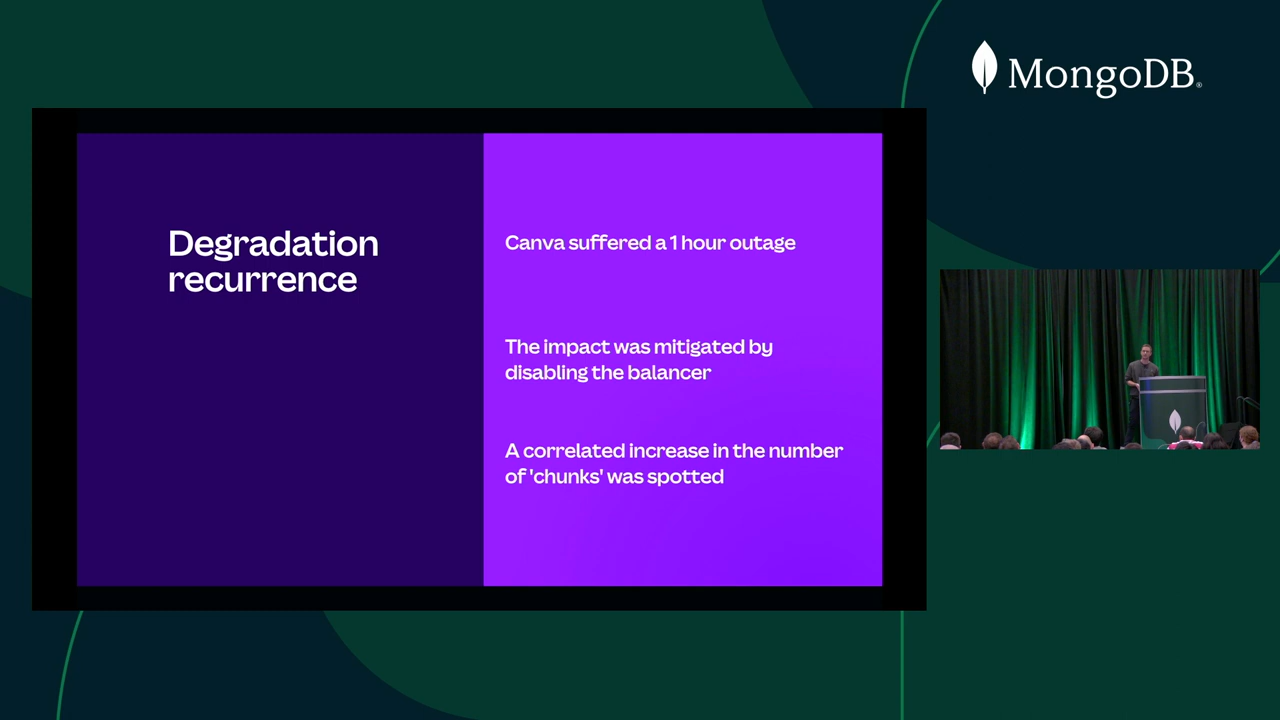 MongoDB®
Degradation
recurrence
Canva suffered a 1 hour outage
The impact was mitigated by
disabling the balancer
A correlated increase in the number
of 'chunks' was spotted